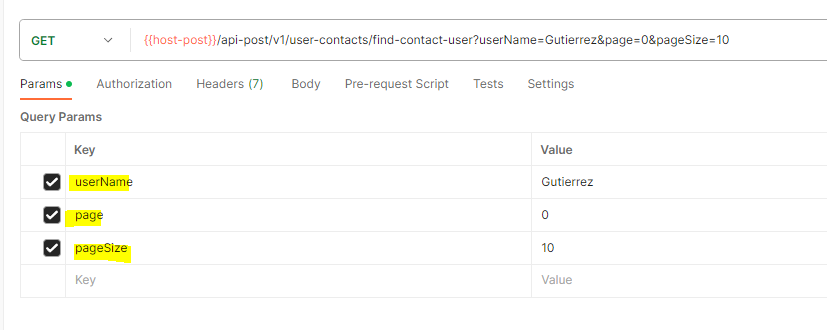 GET {{host-post}}/api-post/v1/user-contacts/find-contact-user?userName=Gutierrez&page=0&pageSize=10
Params Authorization Headers (7) Body Pre-request Script Tests Settings
Query Params
Key Value
userName Gutierrez
page 0
pageSize 10
Key Value